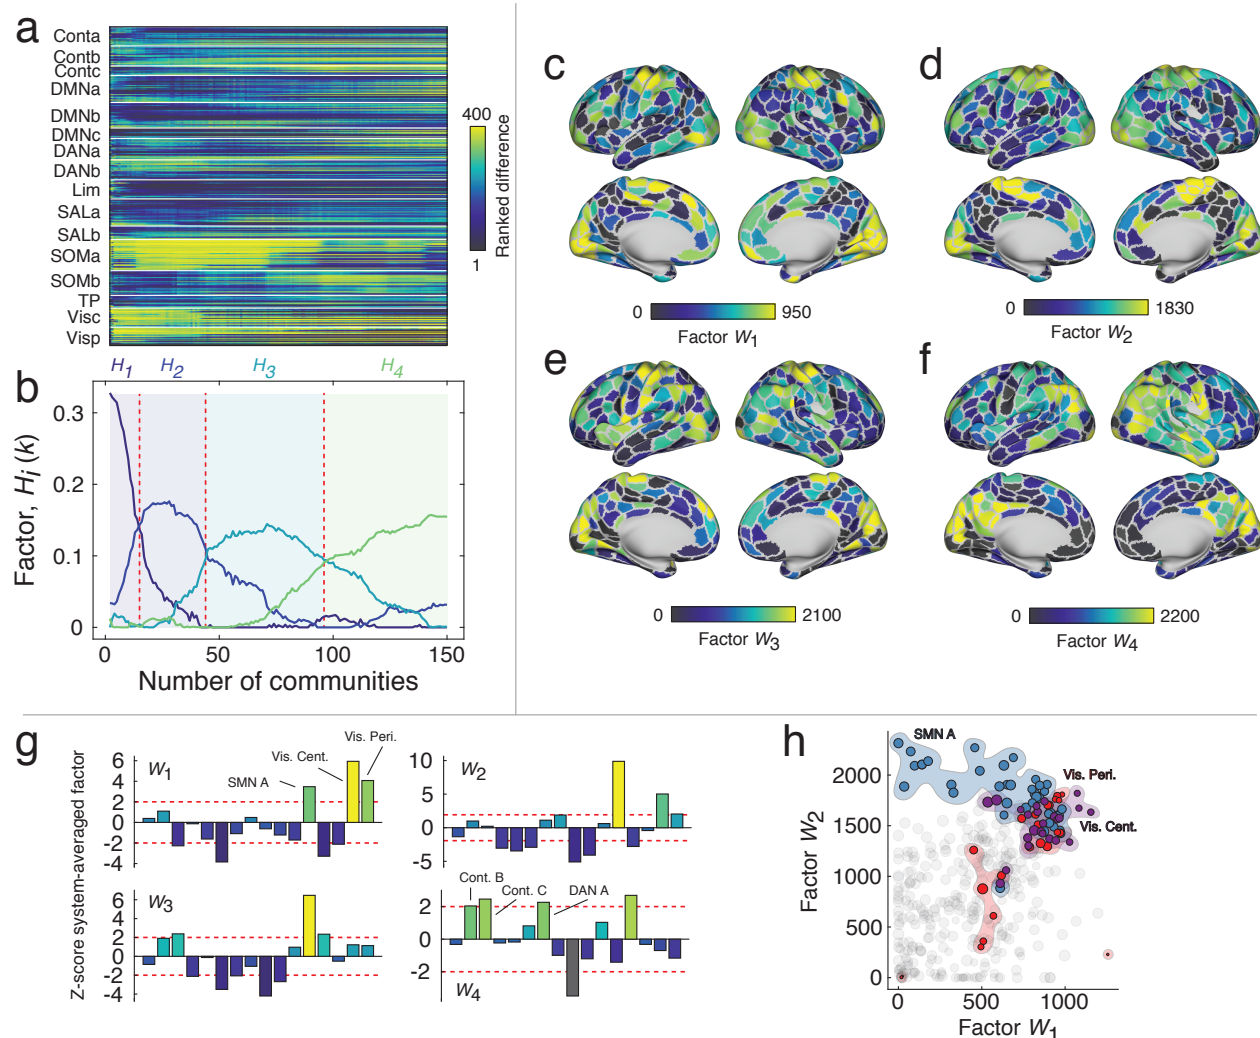 a
Conta
Contb
Contc
DMNa
DMNb
DMNc
DANa
DANb
Lim
SALa
SALb
SOMa
SOMb
TP
Visc
Visp
400
1
Ranked difference
b
H1 H2 H3 H4
0.3
0.2
0.1
0
Factor, Hi (k)
0 50 100 150
Number of communities
c
0 950
Factor W1
d
0 1830
Factor W2
e
0 2100
Factor W3
f
0 2200
Factor W4
g
Z-score system-averaged factor
W1
6
4
2
0
-2
-4
SMN A
Vis. Cent.
Vis. Peri.
W2
10
5
0
-5
W3
6
4
2
0
-2
-4
W4
2
0
-2
Cont. B
Cont. C
DAN A
h
SMN A
Vis. Peri.
Vis. Cent.
2000
1500
1000
500
0
Factor W2
0 500 1000
Factor W1